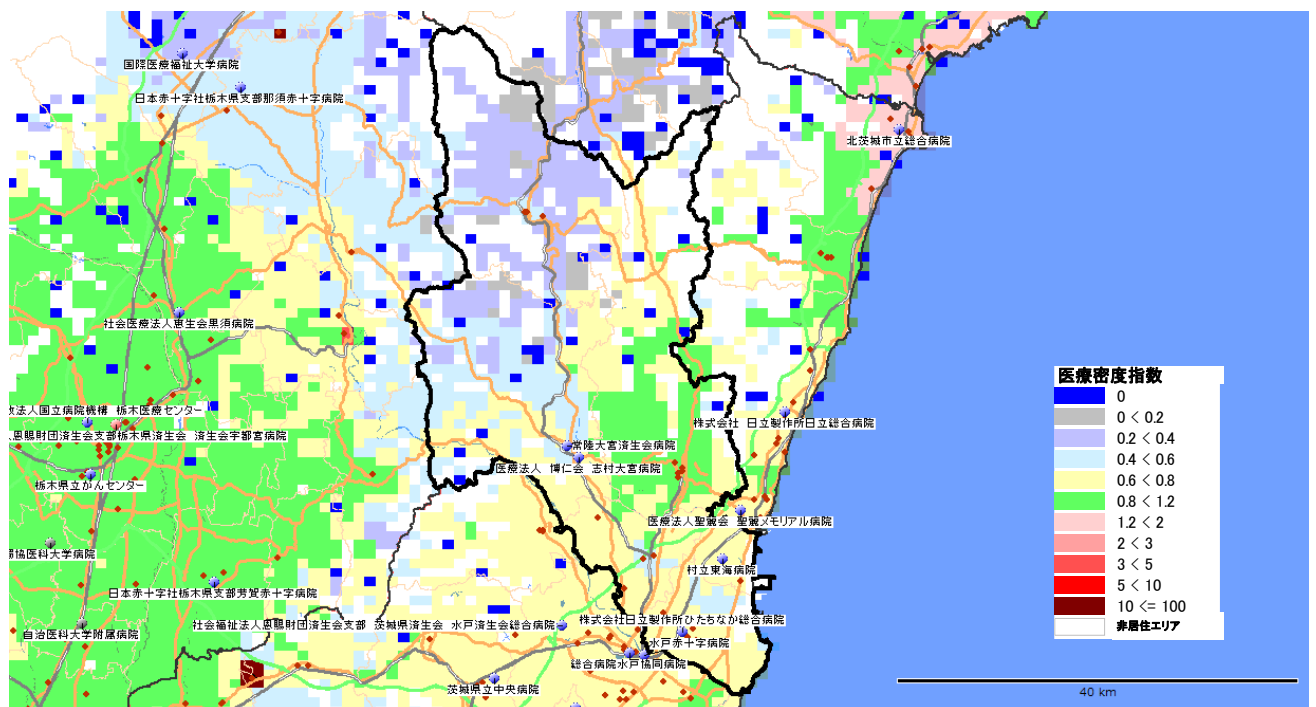 国際医療福祉大学病院
日本赤十字社栃木県支部那須赤十字病院
北茨城市立総合病院
社会医療法人恵生会黒須病院
医療密度指数
0
0 < 0.2
0.2 < 0.4
0.4 < 0.6
0.6 < 0.8
0.8 < 1.2
1.2 < 2
2 < 3
3 < 5
5 < 10
10 <= 100
非居住エリア
法人国立病院機構 栃木医療センター
株式会社 日立製作所日立総合病院
人恩賜財団済生会支部栃木県済生会 済生会宇都宮病院
常陸大宮済生会病院
医療法人 博仁会 志村大宮病院
栃木県立がんセンター
医療法人聖麗会 聖麗メモリアル病院
協医科大学病院
村立東海病院
日本赤十字社栃木県支部芳賀赤十字病院
社会福祉法人恩賜財団済生会支部 茨城県済生会 水戸済生会総合病院
株式会社日立製作所ひたちなか総合病院
自治医科大学附属病院
水戸赤十字病院
総合病院水戸協同病院
茨城県立中央病院
40 km